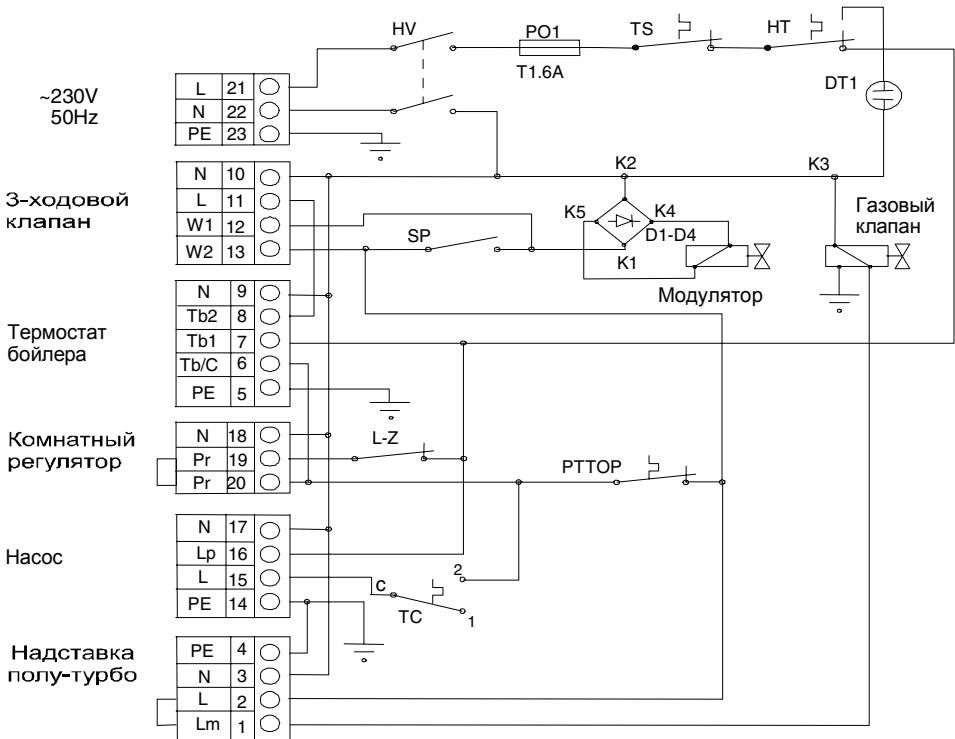 HV
PO1
T1.6A
TS
HT
DT1
~230V
50Hz
L 21
N 22
PE 23
3-ходовой
клапан
N 10
L 11
W1 12
W2 13
SP
K2
K3
K5
K4
D1-D4
K1
Модулятор
Газовый
клапан
Термостат
бойлера
N 9
Tb2 8
Tb1 7
Tb/C 6
PE 5
Комнатный
регулятор
N 18
Pr 19
Pr 20
L-Z
PTTOP
Насос
N 17
Lp 16
L 15
PE 14
C
TC
2
1
Надставка
полу-турбо
PE 4
N 3
L 2
Lm 1